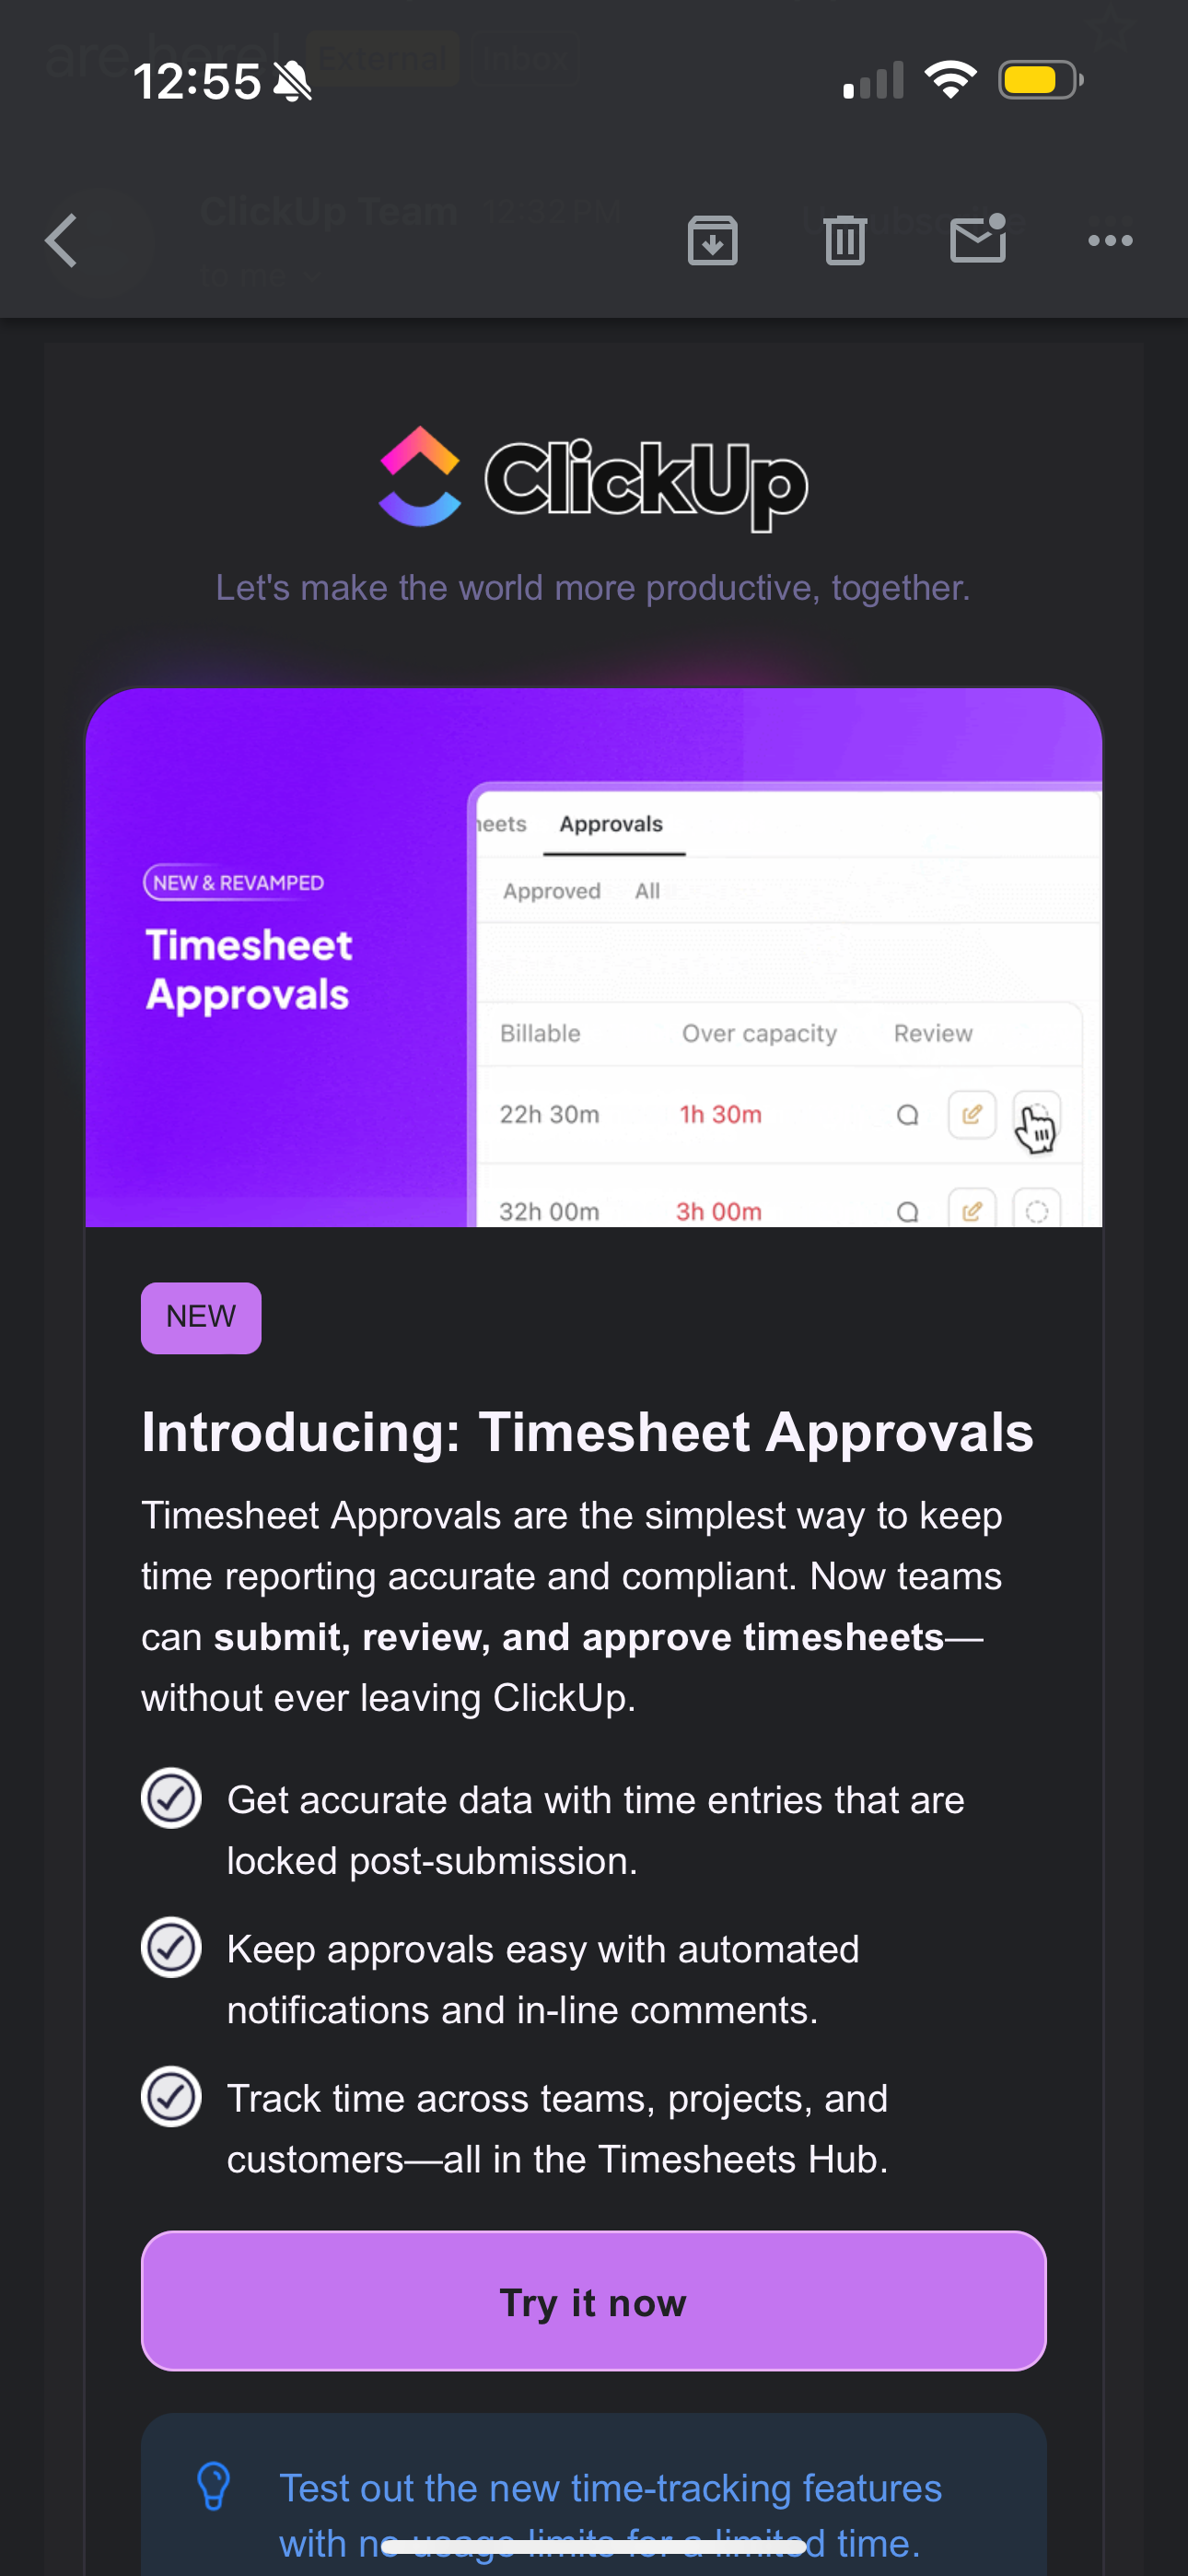 are here! External Inbox
12:55
ClickUp Team 12:32 PM Unsubscribe
to me
ClickUp
Let's make the world more productive, together.
NEW & REVAMPED
Timesheet
Approvals
heets Approvals
Approved All
Billable Over capacity Review
22h 30m 1h 30m
32h 00m 3h 00m
NEW
Introducing: Timesheet Approvals
Timesheet Approvals are the simplest way to keep
time reporting accurate and compliant. Now teams
can submit, review, and approve timesheets—
without ever leaving ClickUp.
Get accurate data with time entries that are
locked post-submission.
Keep approvals easy with automated
notifications and in-line comments.
Track time across teams, projects, and
customers—all in the Timesheets Hub.
Try it now
Test out the new time-tracking features
with no usage limits for a limited time.